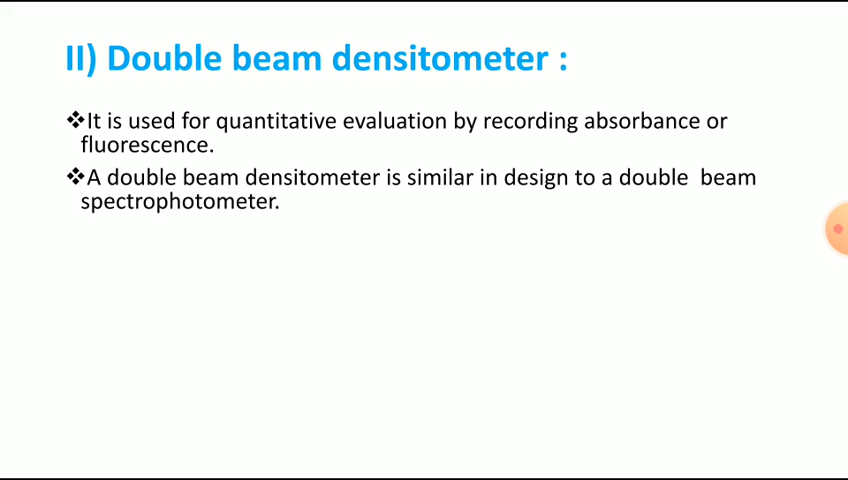 II) Double beam densitometer :
❖It is used for quantitative evaluation by recording absorbance or
fluorescence.
❖A double beam densitometer is similar in design to a double  beam
spectrophotometer.